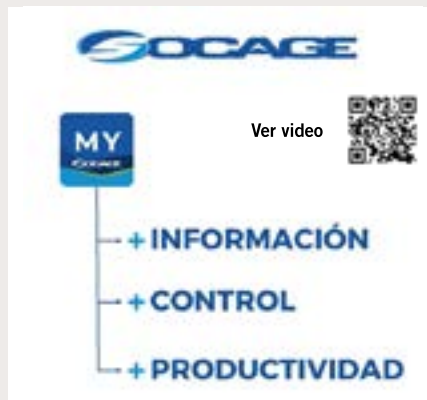 SOCAGE
Ver video
MY
SOCAGE
+ INFORMACIÓN
+ CONTROL
+ PRODUCTIVIDAD